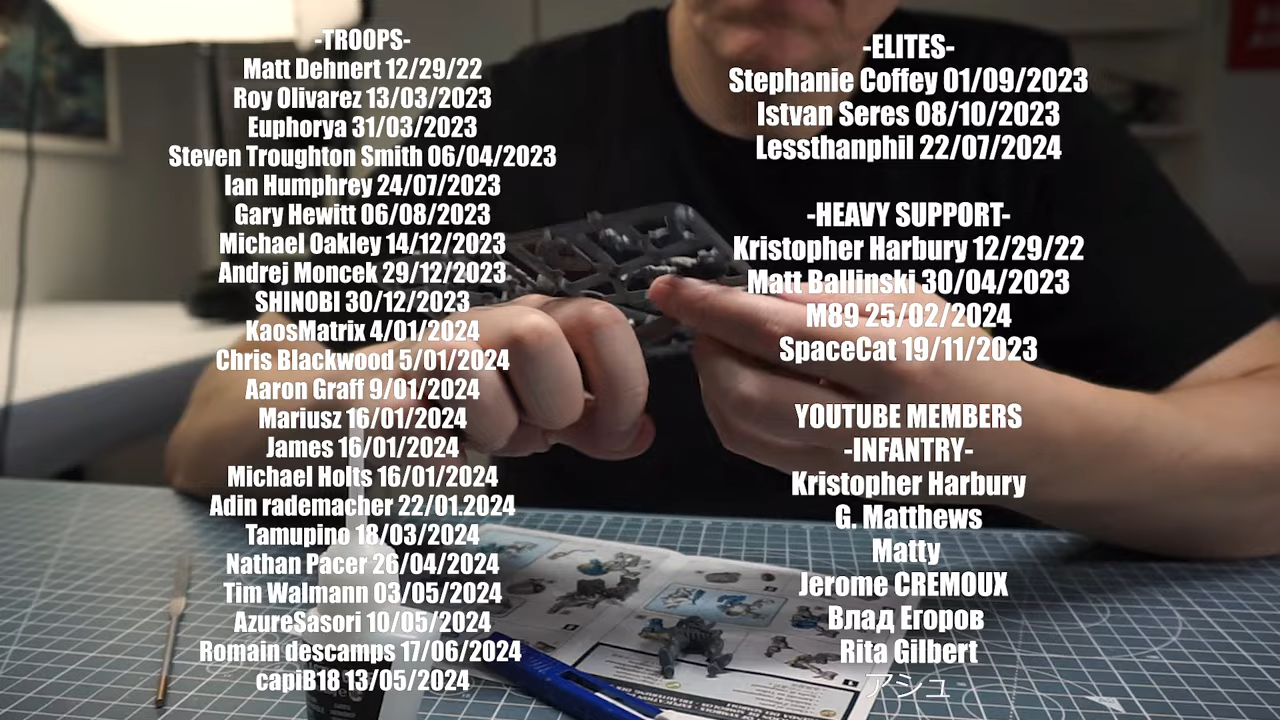 -TROOPS-
Matt Dehnert 12/29/22
Roy Olivarez 13/03/2023
Euphorya 31/03/2023
Steven Troughton Smith 06/04/2023
Ian Humphrey 24/07/2023
Gary Hewitt 06/08/2023
Michael Oakley 14/12/2023
Andrej Moncek 29/12/2023
SHINOBI 30/12/2023
KaosMatrix 4/01/2024
Chris Blackwood 5/01/2024
Aaron Graff 9/01/2024
Mariusz 16/01/2024
James 16/01/2024
Michael Holts 16/01/2024
Adin rademacher 22/01.2024
Tamupino 18/03/2024
Nathan Pacer 26/04/2024
Tim Walmann 03/05/2024
AzureSasori 10/05/2024
Romain descamps 17/06/2024
capiB18 13/05/2024
-ELITES-
Stephanie Coffey 01/09/2023
Istvan Seres 08/10/2023
Lessthanphil 22/07/2024
-HEAVY SUPPORT-
Kristopher Harbury 12/29/22
Matt Ballinski 30/04/2023
M89 25/02/2024
SpaceCat 19/11/2023
YOUTUBE MEMBERS
-INFANTRY-
Kristopher Harbury
G. Matthews
Matty
Jerome CREMOUX
Влад Егоров
Rita Gilbert
アシュ